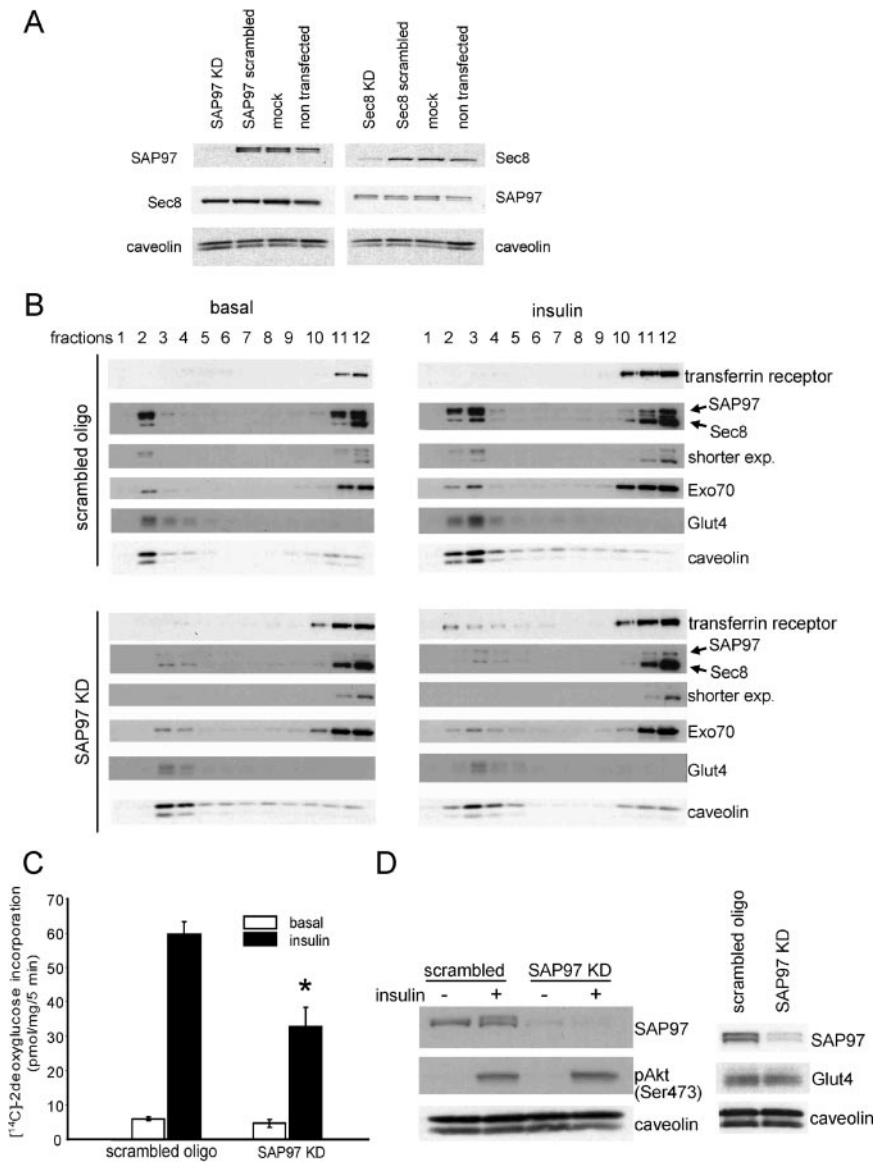 A
SAP97 KD
SAP97 scrambled
mock
non transfected
Sec8 KD
Sec8 scrambled
mock
non transfected
SAP97
Sec8
Sec8
SAP97
caveolin
caveolin
B
basal
insulin
fractions 1 2 3 4 5 6 7 8 9 10 11 12
1 2 3 4 5 6 7 8 9 10 11 12
scrambled oligo
transferrin receptor
SAP97
Sec8
shorter exp.
Exo70
Glut4
caveolin
SAP97 KD
transferrin receptor
SAP97
Sec8
shorter exp.
Exo70
Glut4
caveolin
C
[¹⁴C]-2deoxyglucose incorporation
(pmol/mg/5 min)
70
60
50
40
30
20
10
0
basal
insulin
*
scrambled oligo
SAP97 KD
D
scrambled SAP97 KD
insulin - + - +
SAP97
pAkt
(Ser473)
caveolin
scrambled oligo
SAP97 KD
SAP97
Glut4
caveolin